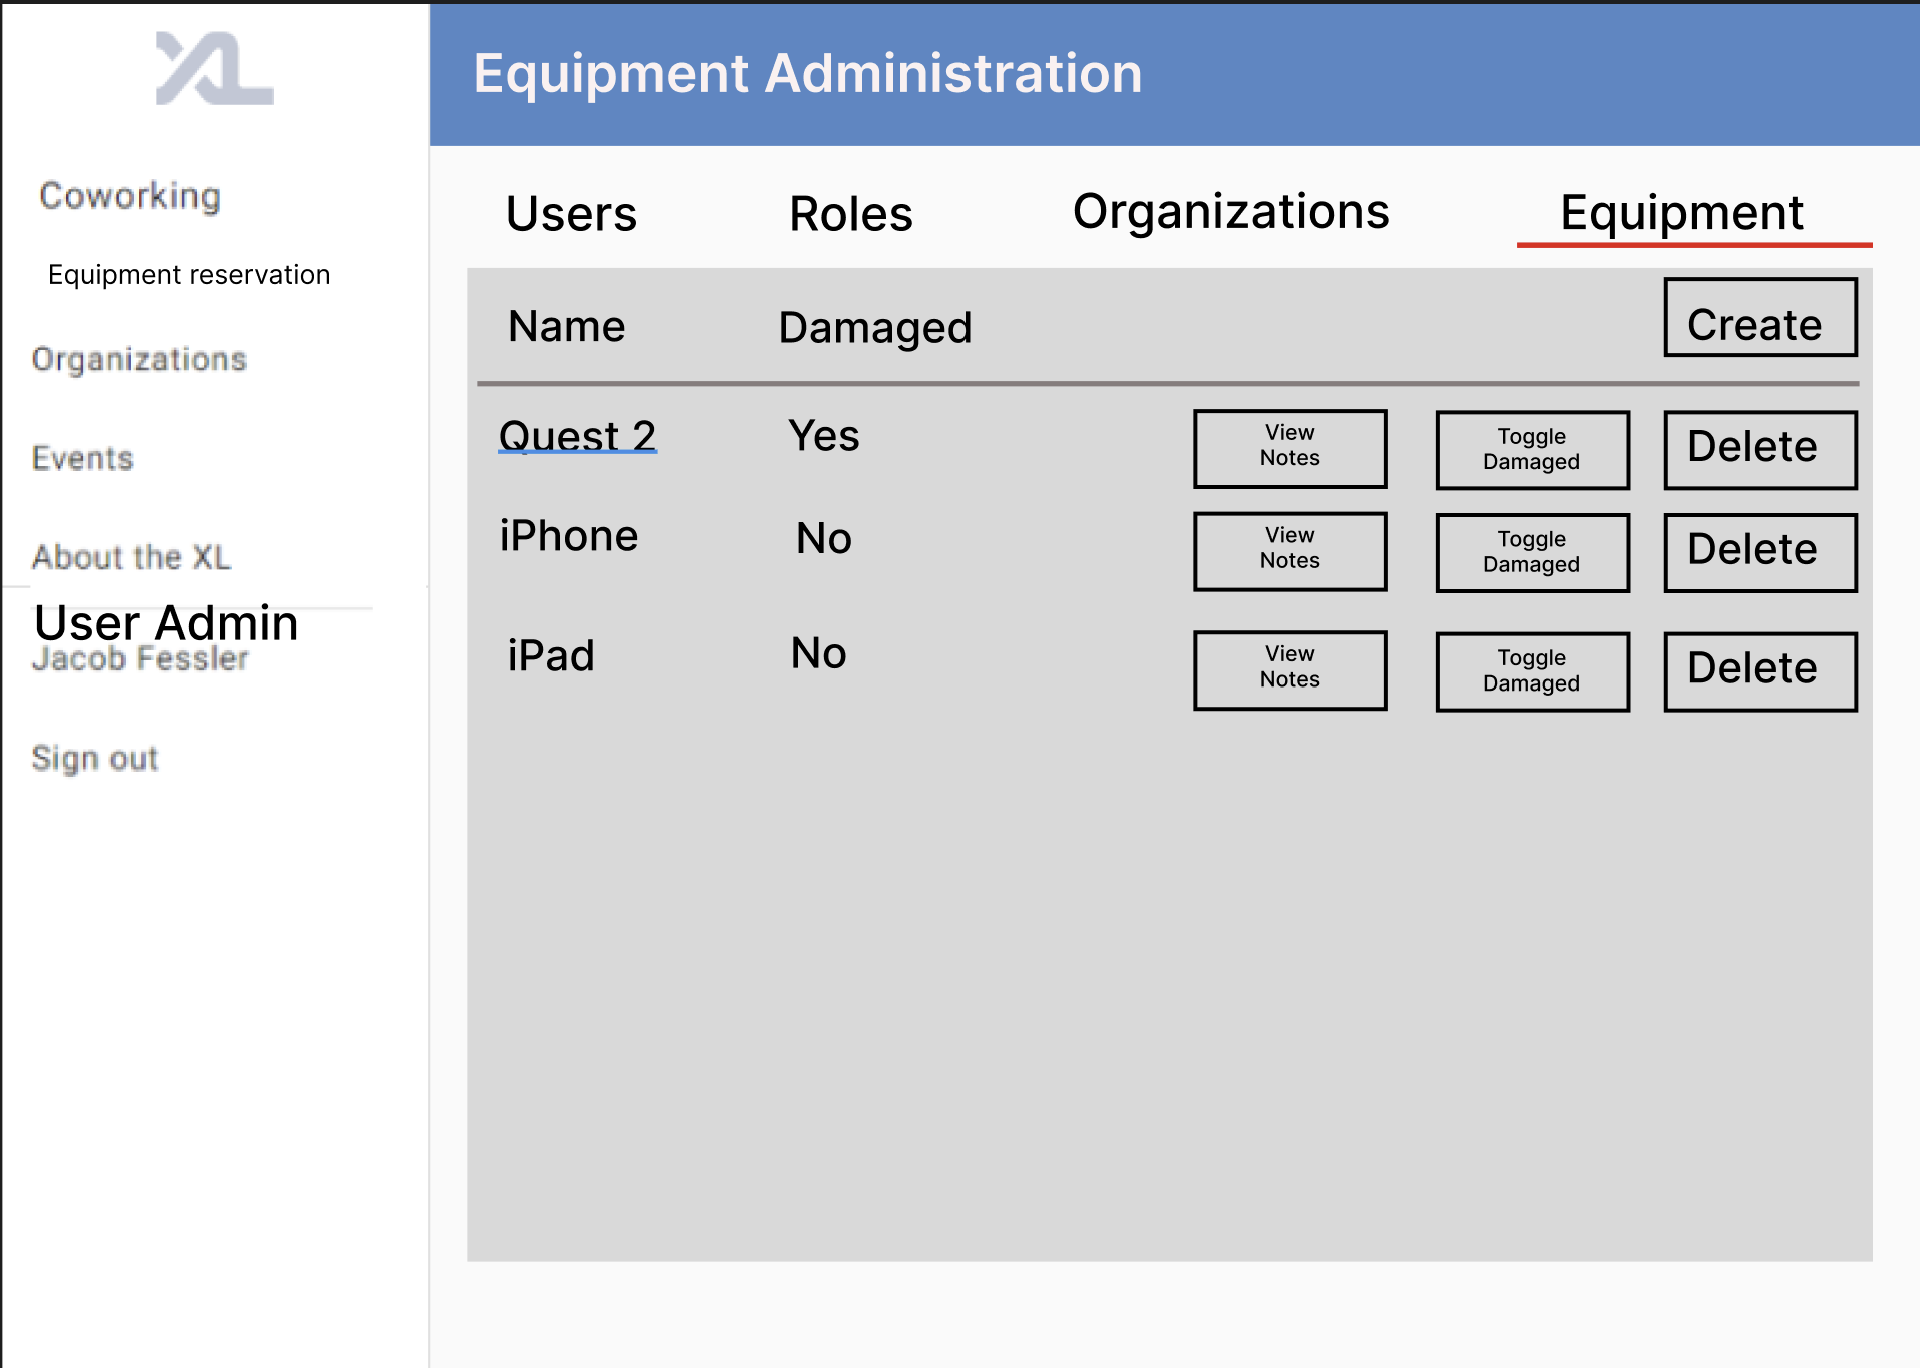 XL
Equipment Administration
Coworking
Equipment reservation
Organizations
Events
About the XL
User Admin
Jacob Fessler
Sign out
Users Roles Organizations Equipment
Name Damaged Create
Quest 2 Yes View Notes Toggle Damaged Delete
iPhone No View Notes Toggle Damaged Delete
iPad No View Notes Toggle Damaged Delete